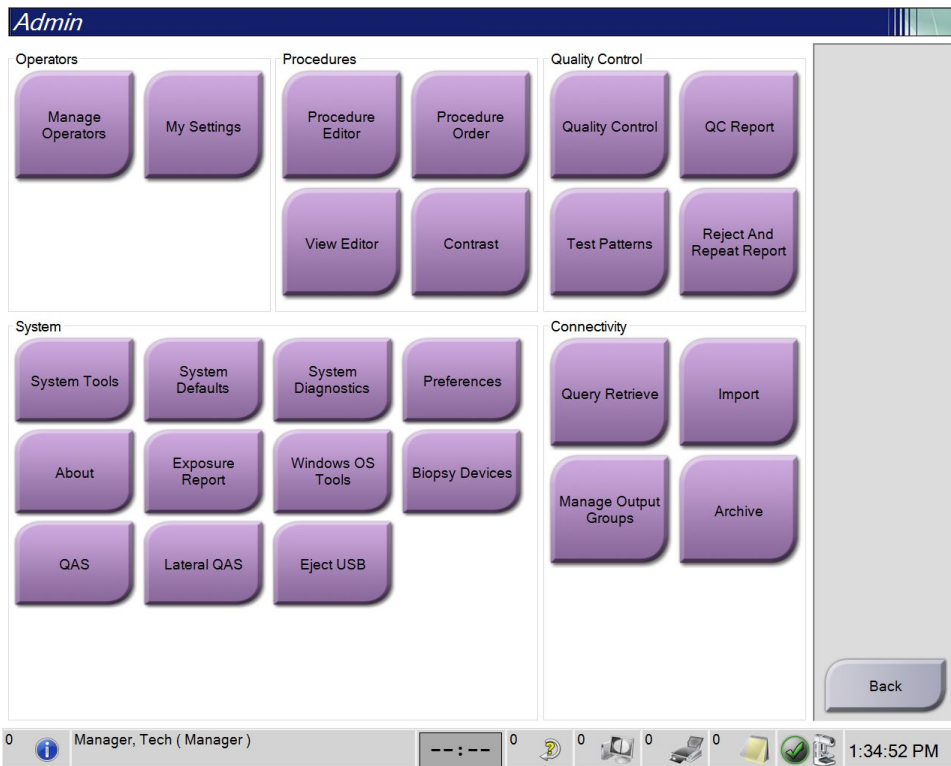 Admin
Operators
Manage
Operators
My Settings
Procedures
Procedure
Editor
Procedure
Order
View Editor
Contrast
Quality Control
Quality Control
QC Report
Test Patterns
Reject And
Repeat Report
System
System Tools
System
Defaults
System
Diagnostics
Preferences
About
Exposure
Report
Windows OS
Tools
Biopsy Devices
QAS
Lateral QAS
Eject USB
Connectivity
Query Retrieve
Import
Manage Output
Groups
Archive
Back
0
Manager, Tech ( Manager )
--:--
0
0
0
0
1:34:52 PM